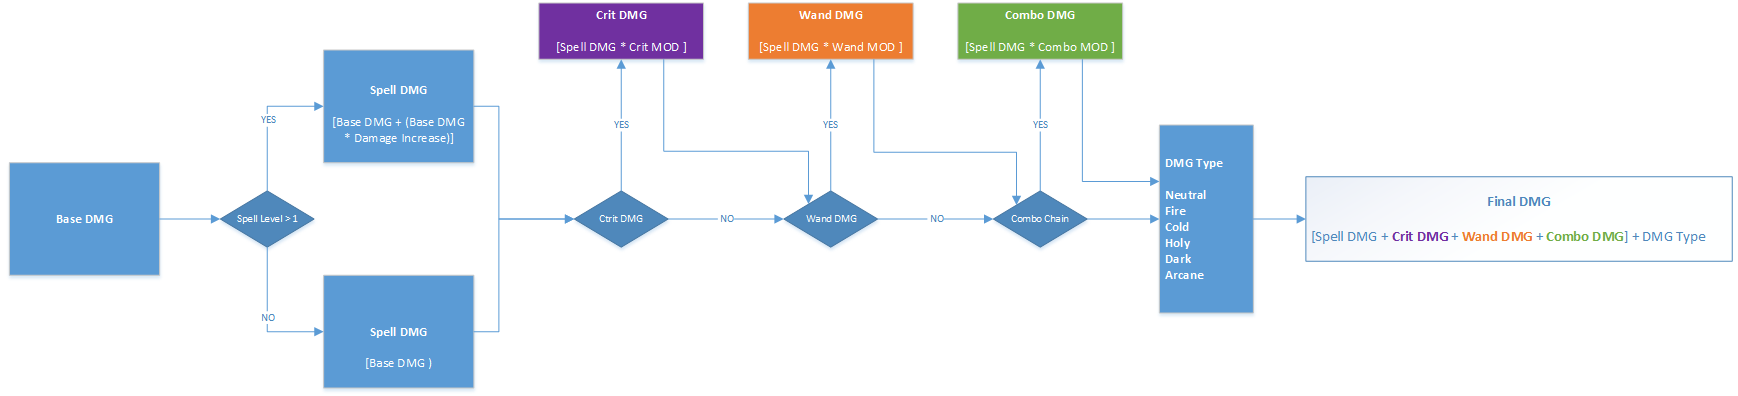 Crit DMG
[Spell DMG * Crit MOD ]
Wand DMG
[Spell DMG * Wand MOD ]
Combo DMG
[Spell DMG * Combo MOD ]
Spell DMG
[Base DMG + (Base DMG
* Damage Increase)]
YES
YES
YES
YES
Base DMG
Spell Level > 1
Ctrit DMG
NO
Wand DMG
NO
Combo Chain
DMG Type
Neutral
Fire
Cold
Holy
Dark
Arcane
Final DMG
[Spell DMG + Crit DMG + Wand DMG + Combo DMG] + DMG Type
NO
Spell DMG
[Base DMG )